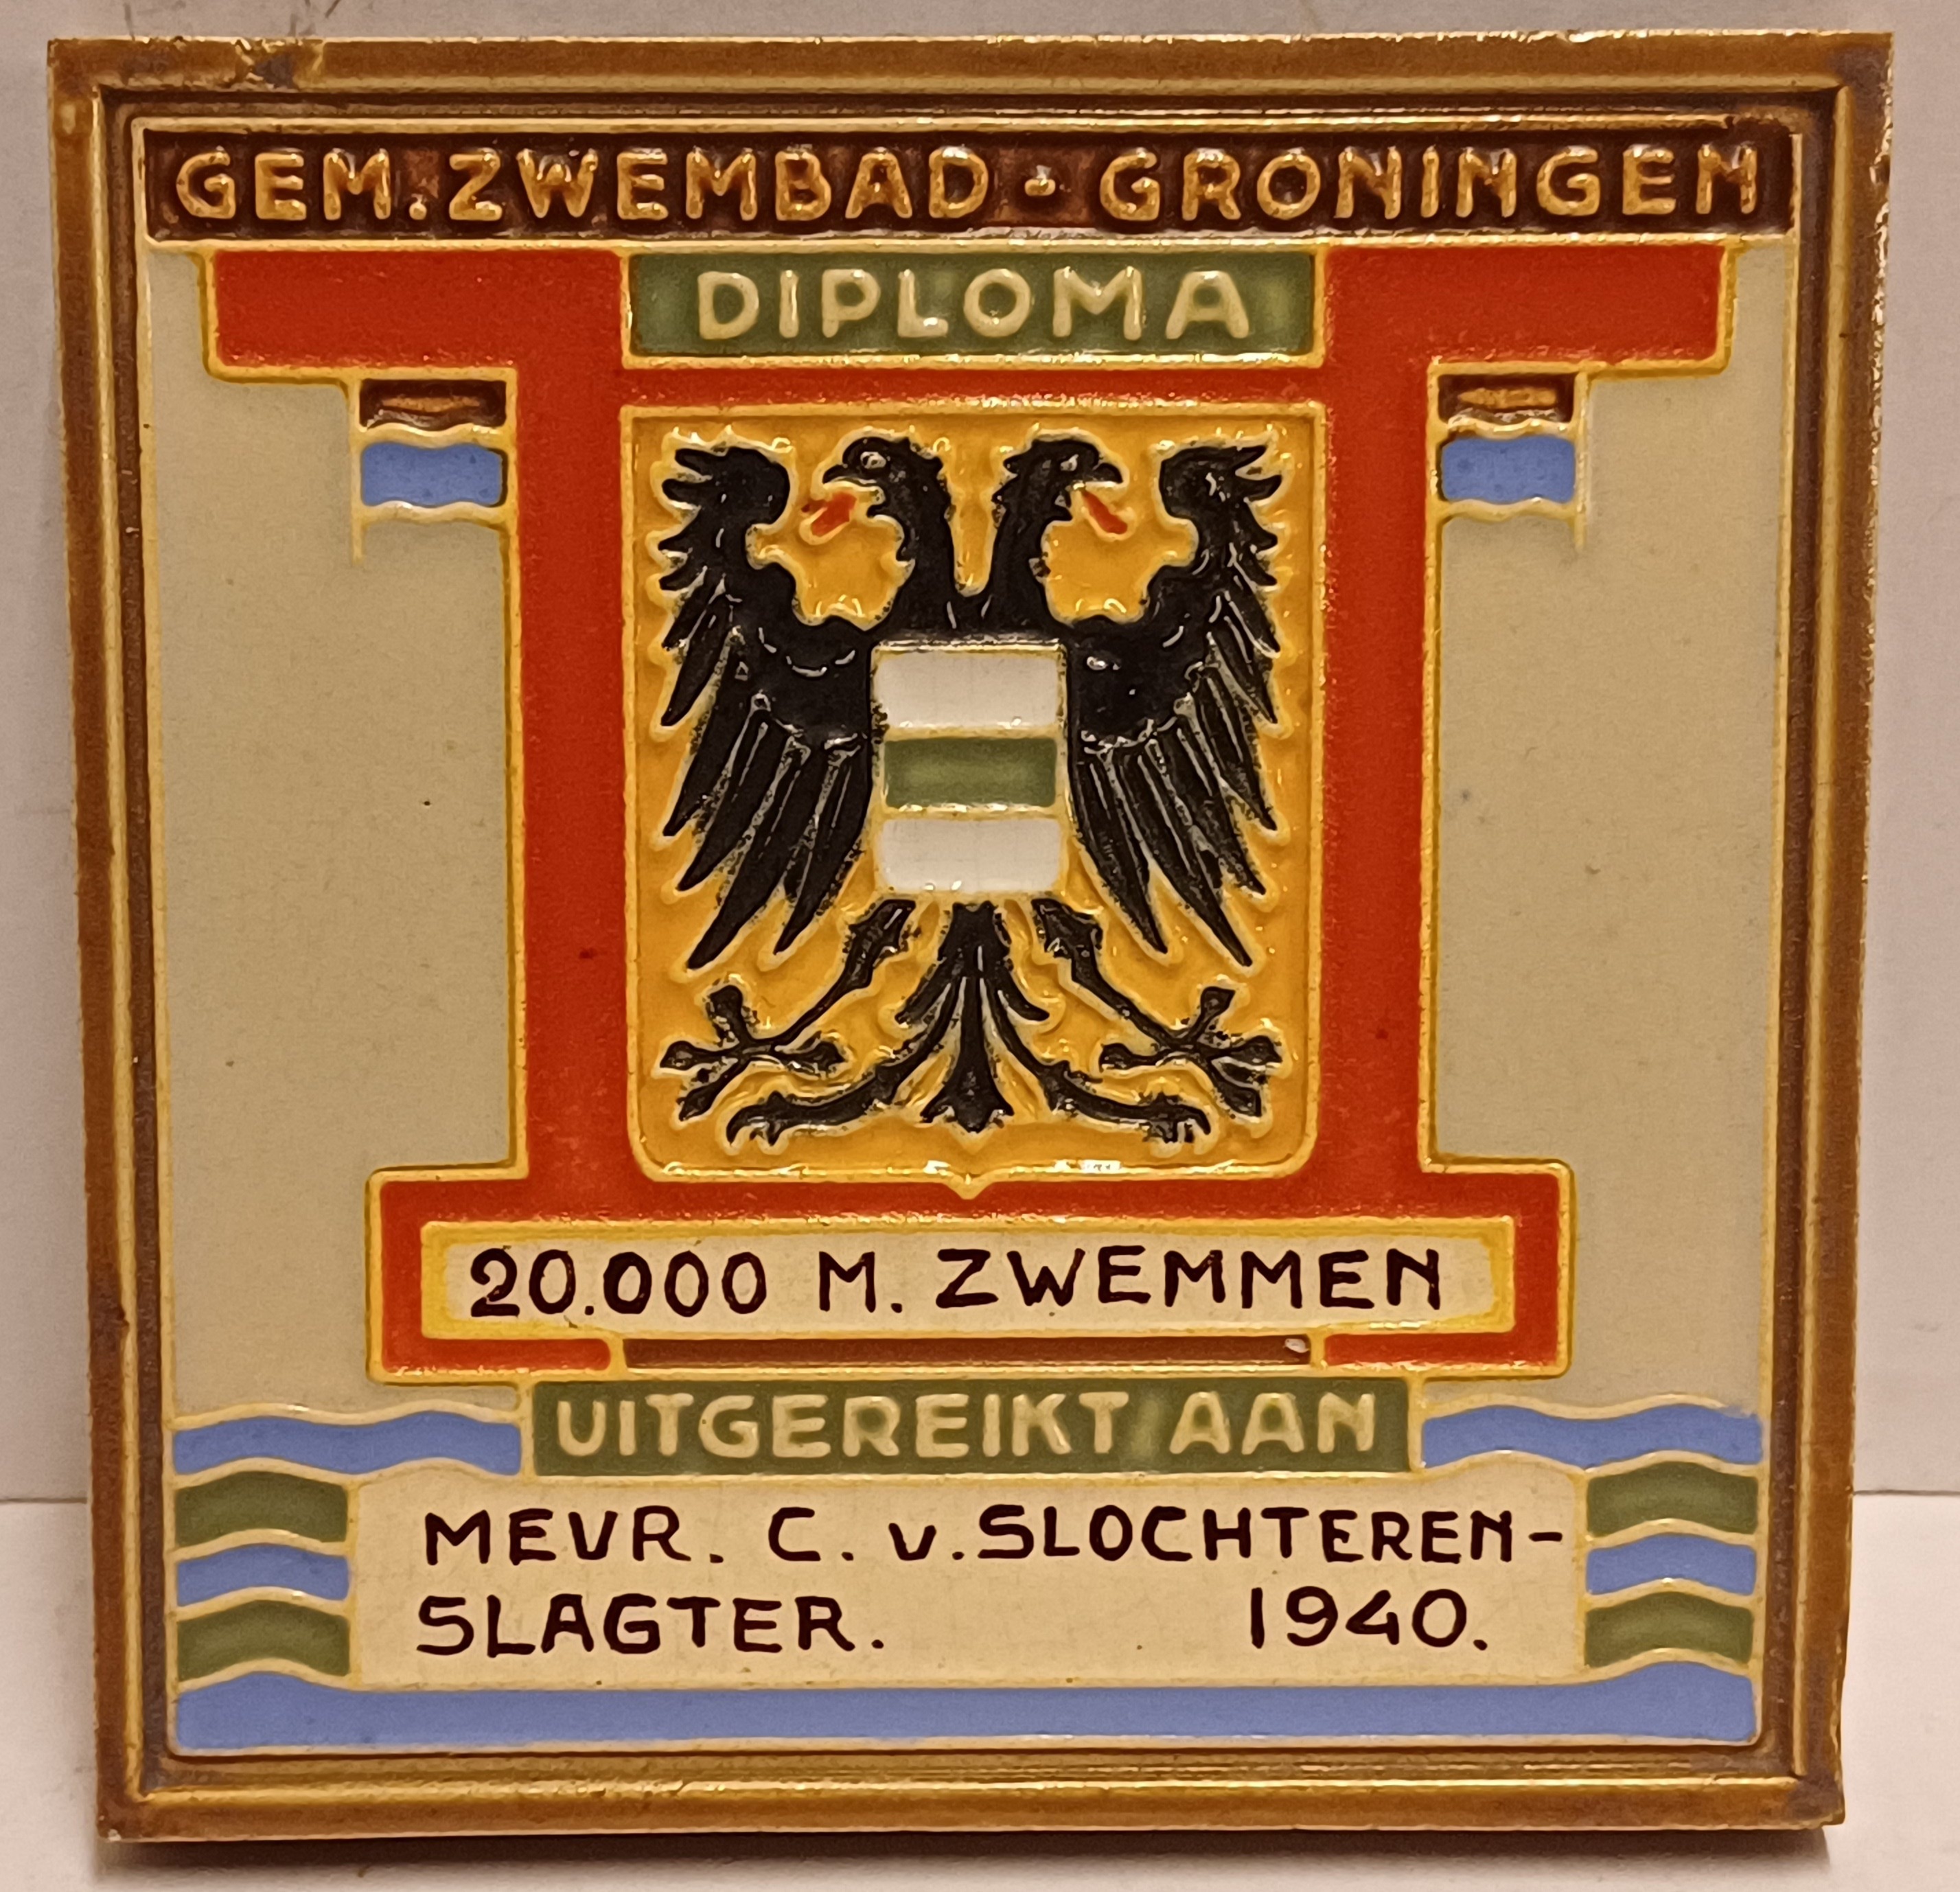 GEM. ZWEMBAD · GRONINGEN
DIPLOMA
20.000 M. ZWEMMEN
UITGEREIKT AAN
MEVR. C. v. SLOCHTEREN-
SLAGTER. 1940.